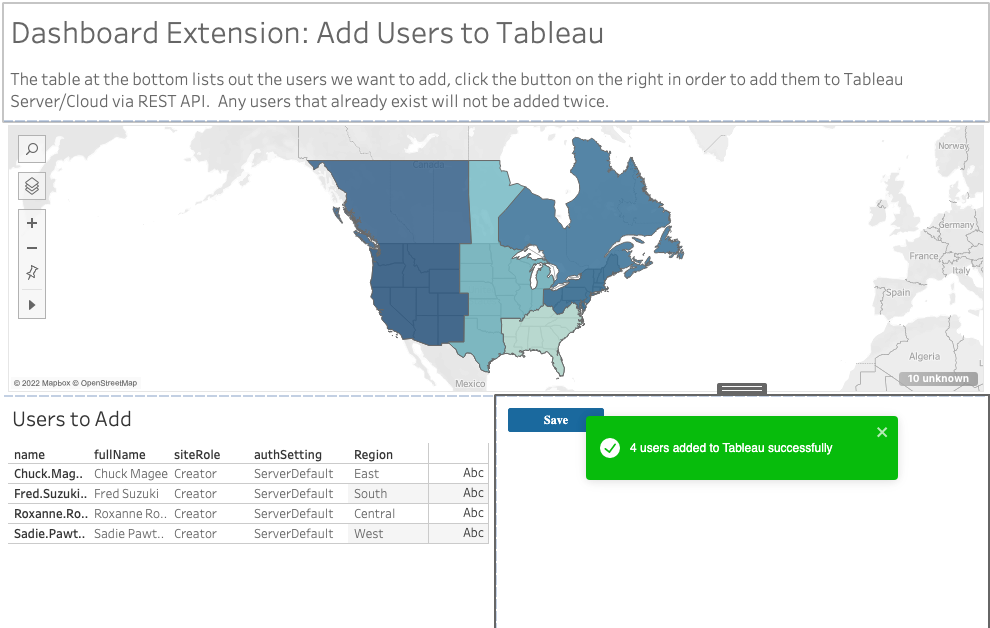 Dashboard Extension: Add Users to Tableau
The table at the bottom lists out the users we want to add, click the button on the right in order to add them to Tableau
Server/Cloud via REST API.  Any users that already exist will not be added twice.
Canada
Norway
Germany
France
Italy
Spain
Algeria
Mexico
© 2022 Mapbox © OpenStreetMap
10 unknown
Users to Add
name fullName siteRole authSetting Region
Chuck.Mag.. Chuck Magee Creator ServerDefault East Abc
Fred.Suzuki.. Fred Suzuki Creator ServerDefault South Abc
Roxanne.Ro.. Roxanne Ro.. Creator ServerDefault Central Abc
Sadie.Pawt.. Sadie Pawt.. Creator ServerDefault West Abc
Save
4 users added to Tableau successfully